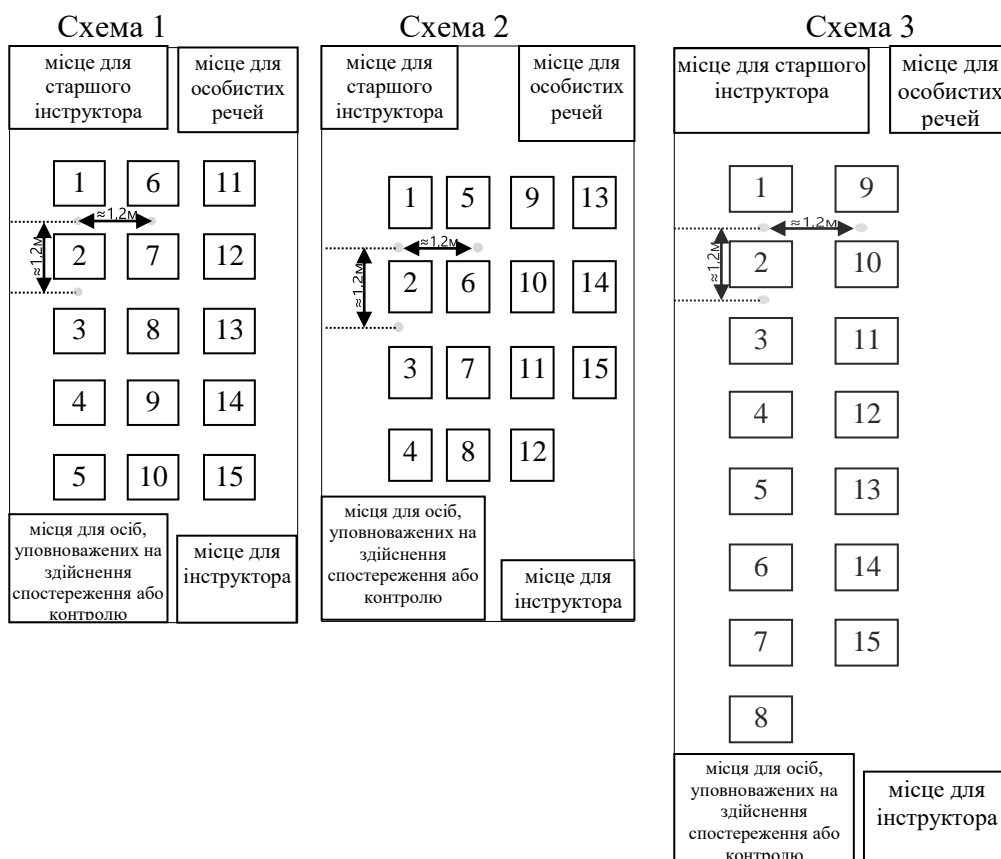 Схема 1
місце для
старшого
інструктора
місце для
особистих
речей
1 6 11
≈1,2м
≈1,2м
2 7 12
3 8 13
4 9 14
5 10 15
місця для осіб,
уповноважених на
здійснення
спостереження або
контролю
місце для
інструктора
Схема 2
місце для
старшого
інструктора
місце для
особистих
речей
1 5 9 13
≈1,2м
≈1,2м
2 6 10 14
3 7 11 15
4 8 12
місця для осіб,
уповноважених на
здійснення
спостереження або
контролю
місце для
інструктора
Схема 3
місце для старшого
інструктора
місце для
особистих
речей
1 9
≈1,2м
≈1,2м
2 10
3 11
4 12
5 13
6 14
7 15
8
місця для осіб,
уповноважених на
здійснення
спостереження або
контролю
місце для
інструктора